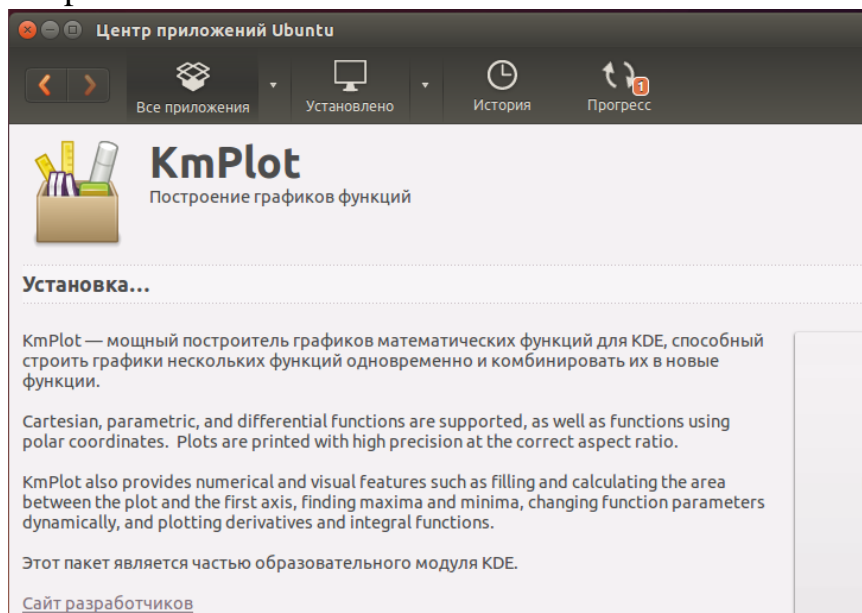 Центр приложений Ubuntu
Все приложения
Установлено
История
Прогресс
1
KmPlot
Построение графиков функций
Установка...
KmPlot — мощный построитель графиков математических функций для KDE, способный
строить графики нескольких функций одновременно и комбинировать их в новые
функции.
Cartesian, parametric, and differential functions are supported, as well as functions using
polar coordinates. Plots are printed with high precision at the correct aspect ratio.
KmPlot also provides numerical and visual features such as filling and calculating the area
between the plot and the first axis, finding maxima and minima, changing function parameters
dynamically, and plotting derivatives and integral functions.
Этот пакет является частью образовательного модуля KDE.
Сайт разработчиков